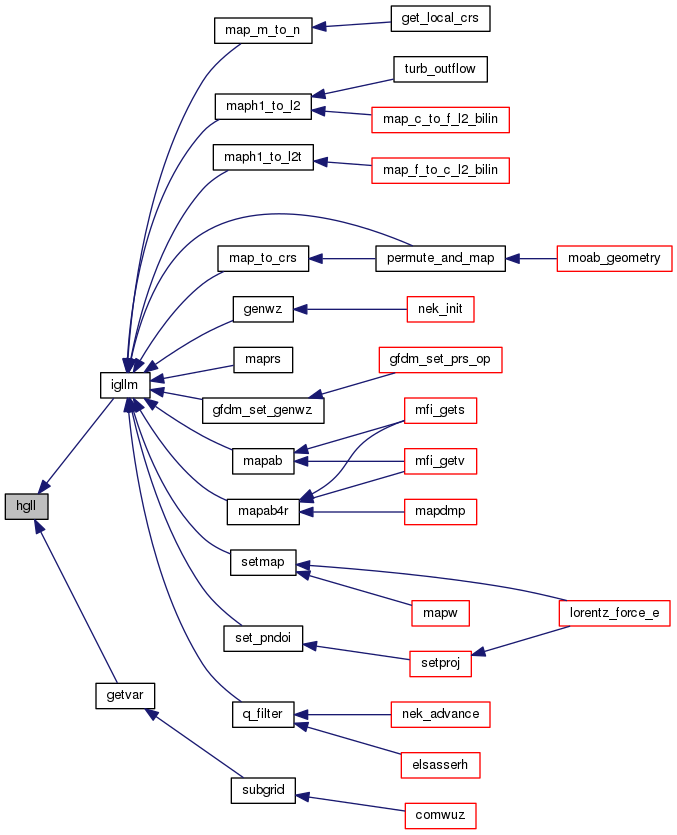 map_m_to_n
get_local_crs
turb_outflow
maph1_to_l2
map_c_to_f_l2_bilin
maph1_to_l2t
map_f_to_c_l2_bilin
map_to_crs
permute_and_map
moab_geometry
genwz
nek_init
maprs
gfdm_set_prs_op
igllm
gfdm_set_genwz
mfi_gets
mapab
mfi_getv
hgll
mapab4r
mapdmp
setmap
mapw
lorentz_force_e
set_pndoi
setproj
getvar
q_filter
nek_advance
elsasserh
subgrid
comwuz